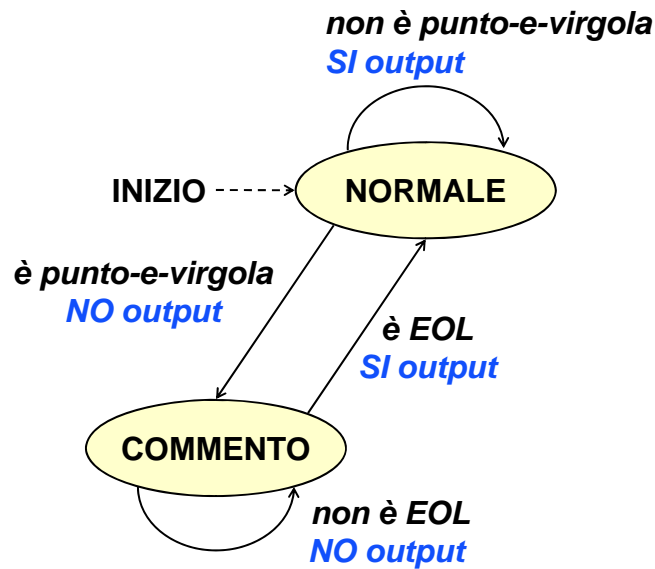 non è punto-e-virgola
SI output
INIZIO
NORMALE
è punto-e-virgola
NO output
è EOL
SI output
COMMENTO
non è EOL
NO output